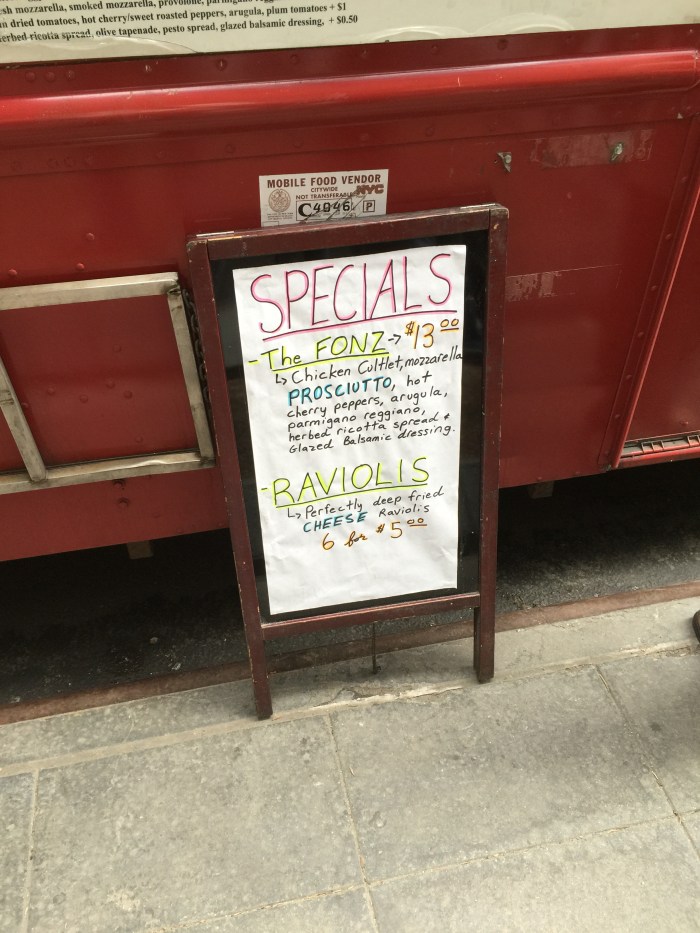 sh mozzarella, smoked mozzarella, provolone,
dried tomatoes, hot cherry/sweet roasted peppers, arugula, plum tomatoes + $1
erbed ricotta spread, olive tapenade, pesto spread, glazed balsamic dressing, + $0.50
MOBILE FOOD VENDOR
CITYWIDE
NOT TRANSFERABLE NYC
C4946 P
SPECIALS
- The FONZ -> $13.00
↳ Chicken Cultlet, mozzarella
PROSCIUTTO, hot
cherry peppers, arugula,
parmigano reggiano,
herbed ricotta spread &
Glazed Balsamic dressing.
- RAVIOLIS
↳ Perfectly deep fried
CHEESE Raviolis
6 for $5.00